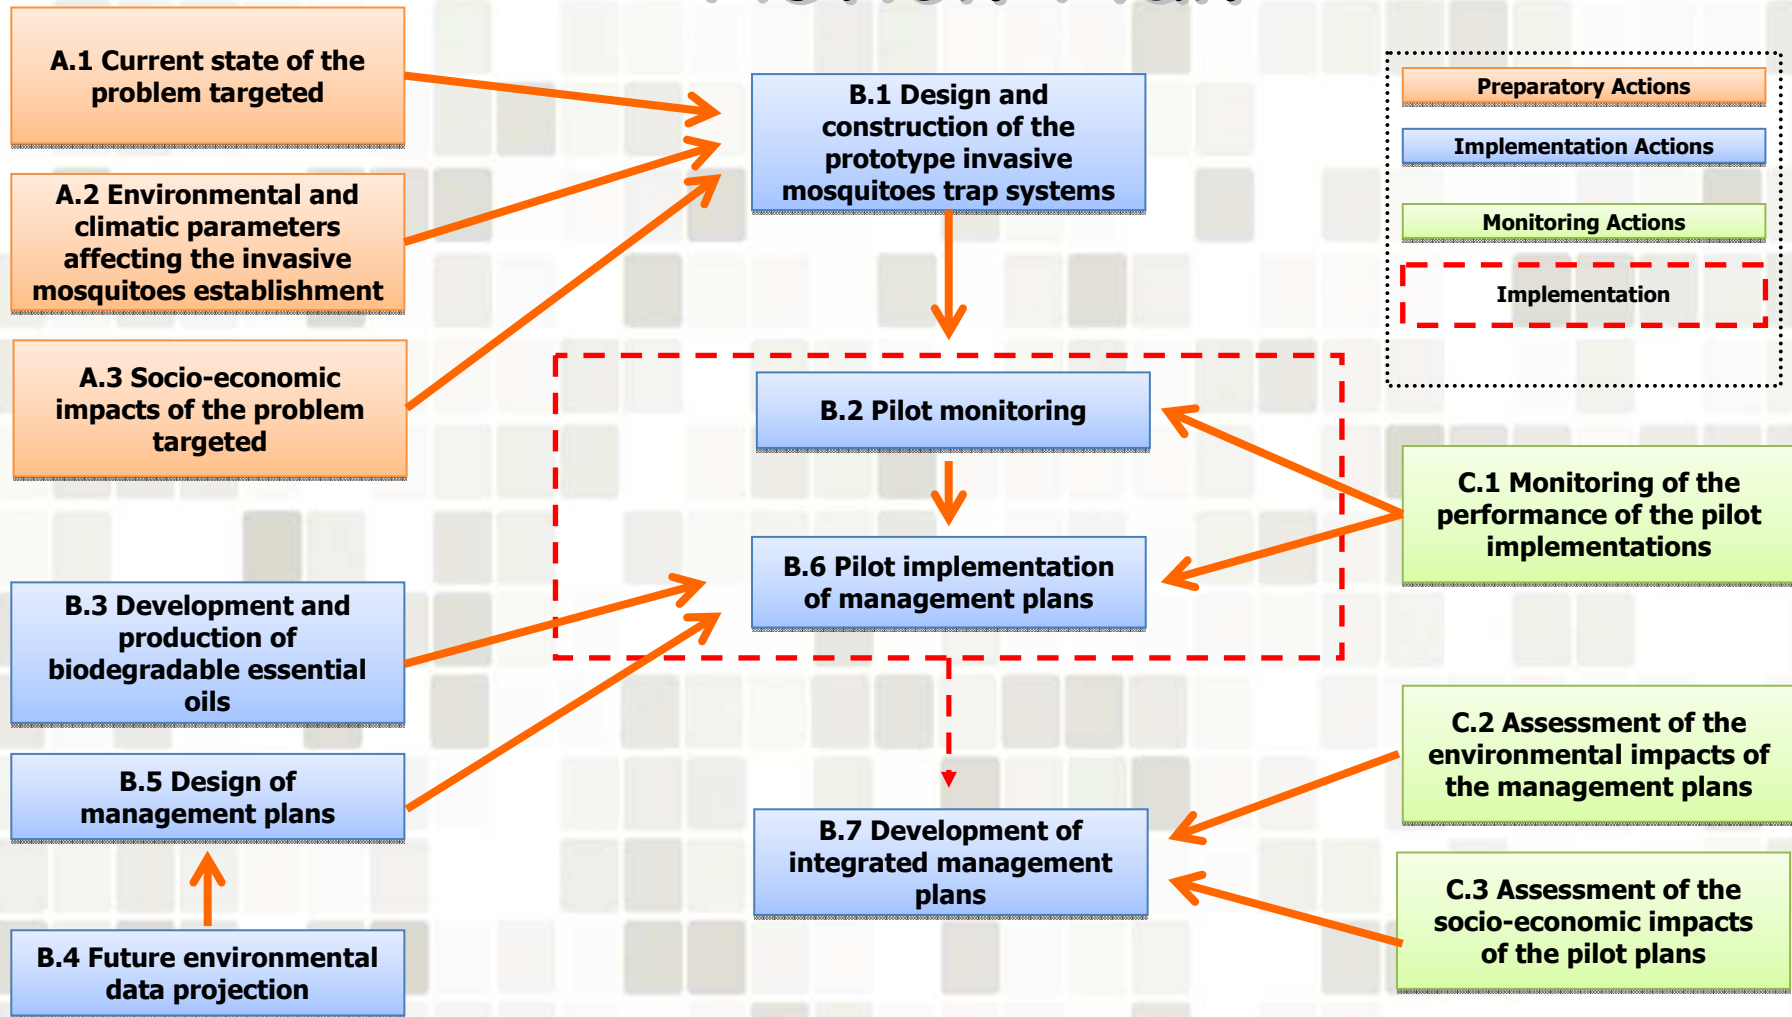 A.1 Current state of the
problem targeted
A.2 Environmental and
climatic parameters
affecting the invasive
mosquitoes establishment
A.3 Socio-economic
impacts of the problem
targeted
B.3 Development and
production of
biodegradable essential
oils
B.5 Design of
management plans
B.4 Future environmental
data projection
B.1 Design and
construction of the
prototype invasive
mosquitoes trap systems
B.2 Pilot monitoring
B.6 Pilot implementation
of management plans
B.7 Development of
integrated management
plans
Preparatory Actions
Implementation Actions
Monitoring Actions
Implementation
C.1 Monitoring of the
performance of the pilot
implementations
C.2 Assessment of the
environmental impacts of
the management plans
C.3 Assessment of the
socio-economic impacts
of the pilot plans